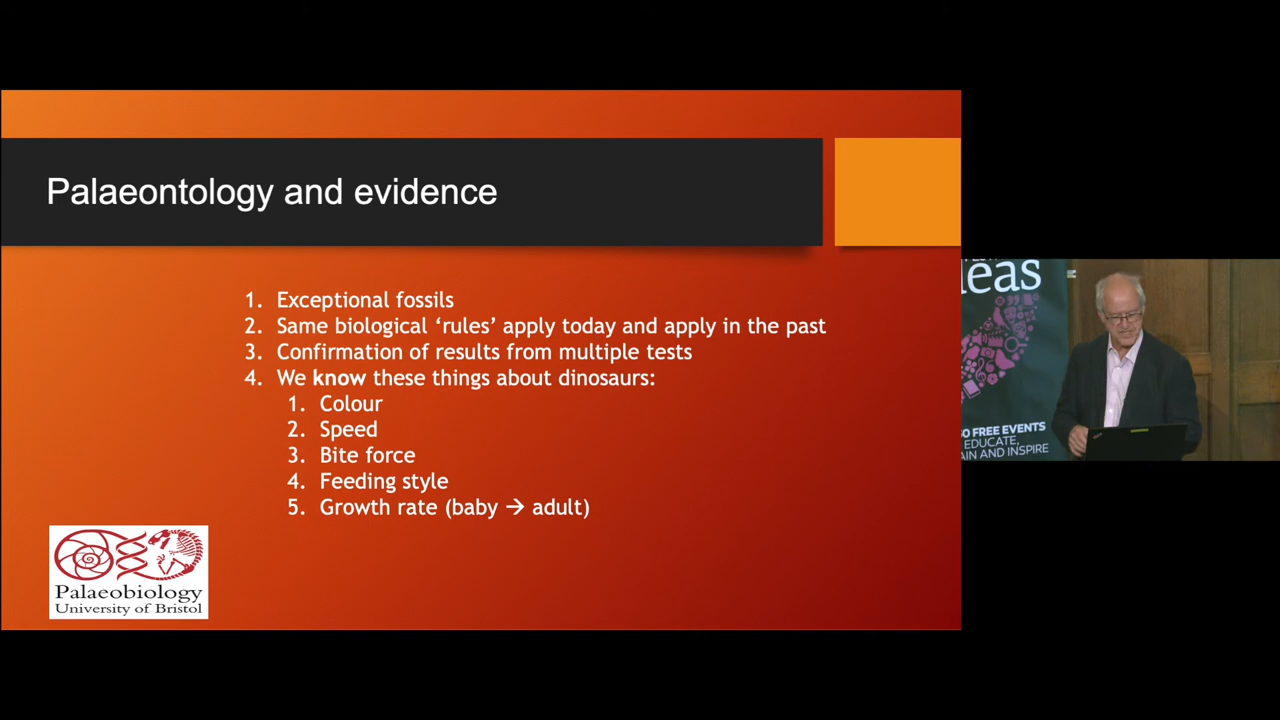 Palaeontology and evidence
1. Exceptional fossils
2. Same biological ‘rules’ apply today and apply in the past
3. Confirmation of results from multiple tests
4. We know these things about dinosaurs:
1. Colour
2. Speed
3. Bite force
4. Feeding style
5. Growth rate (baby → adult)
Palaeobiology
University of Bristol
deas
FREE EVENTS
EDUCATE,
AND INSPIRE